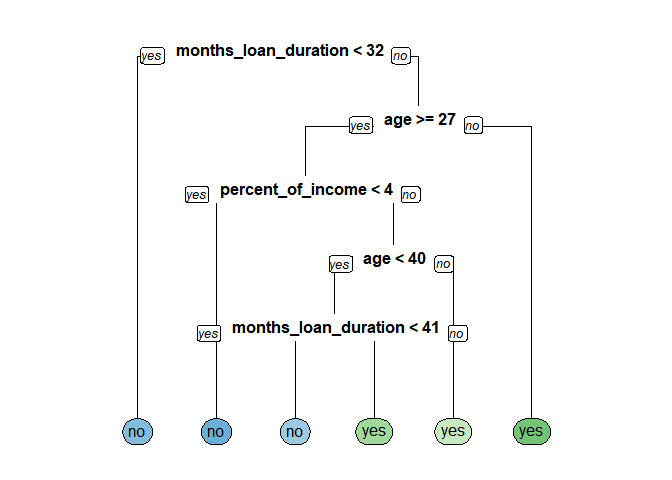 yes months_loan_duration < 32 no
yes age >= 27 no
yes percent_of_income < 4 no
yes age < 40 no
yes months_loan_duration < 41 no
no no no yes yes yes